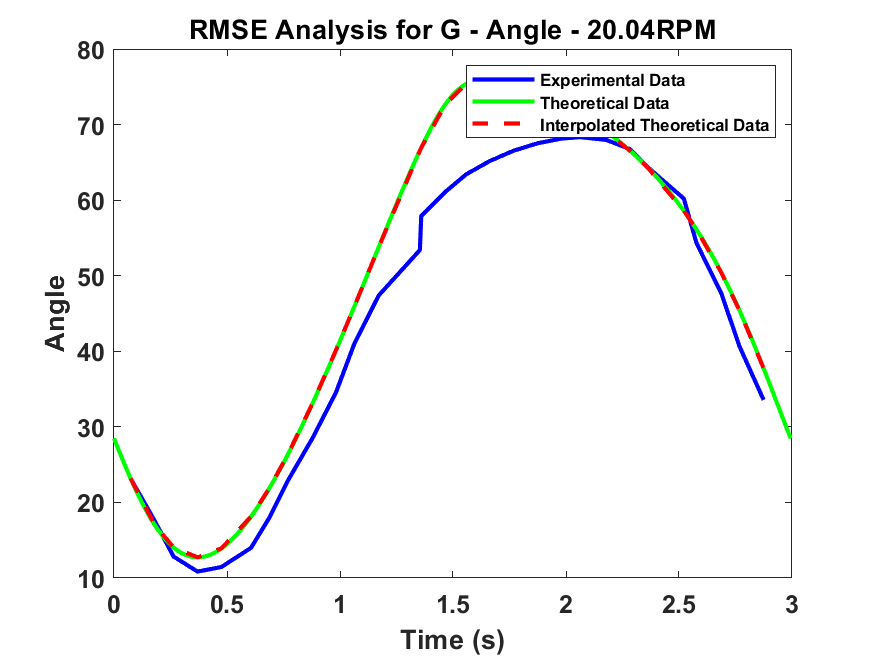 RMSE Analysis for G - Angle - 20.04RPM
80
70
60
50
40
30
20
10
Angle
Experimental Data
Theoretical Data
Interpolated Theoretical Data
0 0.5 1 1.5 2 2.5 3
Time (s)